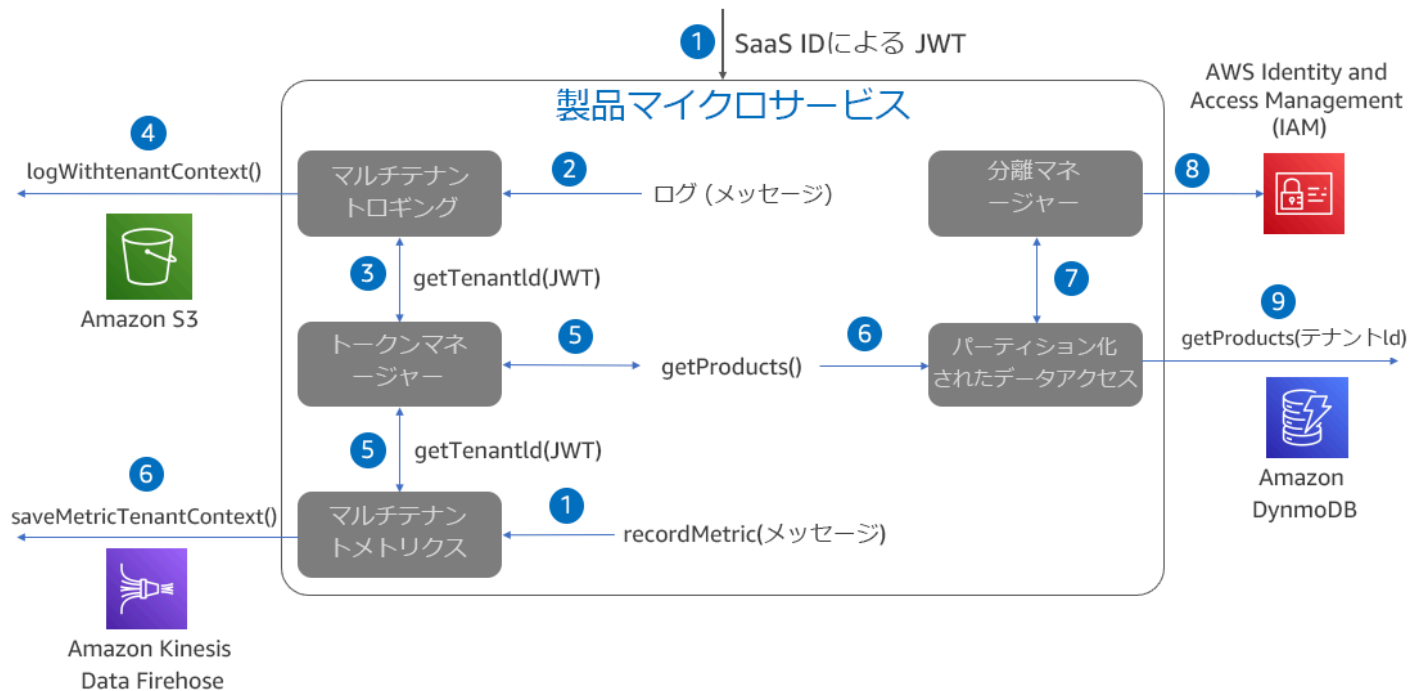 1 SaaS IDによる JWT
製品マイクロサービス
AWS Identity and
Access Management
(IAM)
4
logWithtenantContext()
マルチテナン
トロギング
2
ログ (メッセージ)
分離マネ
ージャー
8
Amazon S3
3
getTenantld(JWT)
7
トークンマネ
ージャー
5
getProducts()
6
パーティション化
されたデータアクセス
9
getProducts(テナントld)
5
getTenantld(JWT)
Amazon
DynmoDB
6
saveMetricTenantContext()
マルチテナン
トメトリクス
1
recordMetric(メッセージ)
Amazon Kinesis
Data Firehose